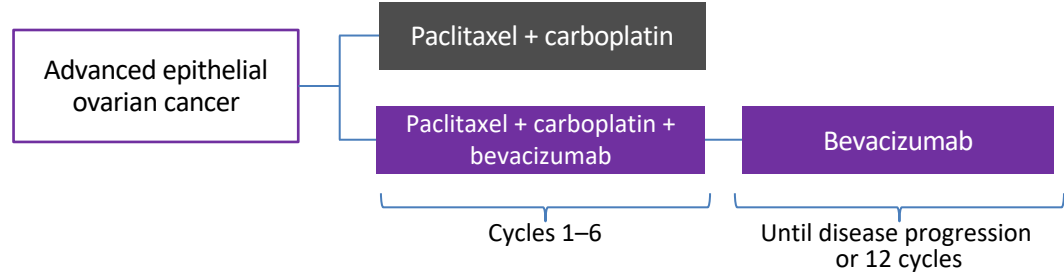 Paclitaxel + carboplatin
Advanced epithelial
ovarian cancer
Paclitaxel + carboplatin +
bevacizumab
Bevacizumab
Cycles 1–6
Until disease progression
or 12 cycles